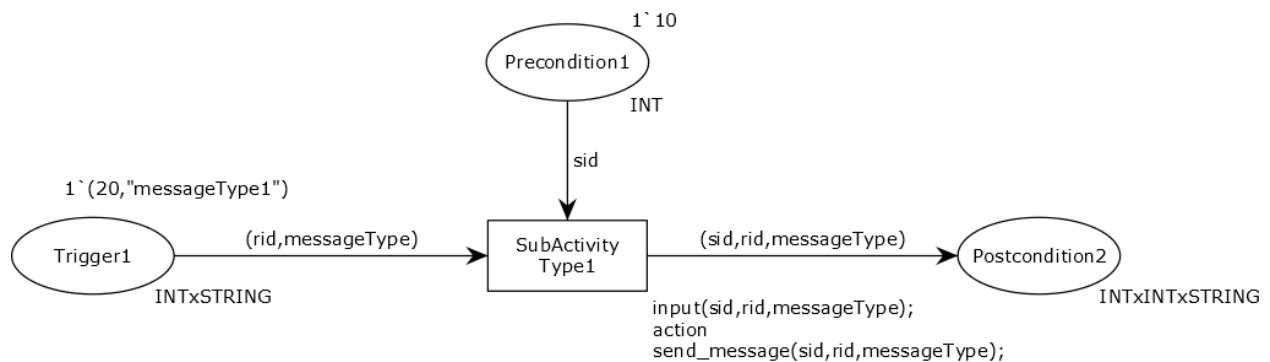 1`10
Precondition1
INT
sid
1`(20,"messageType1")
Trigger1
(rid,messageType)
SubActivity
Type1
(sid,rid,messageType)
Postcondition2
INTxSTRING
INTxINTxSTRING
input(sid,rid,messageType);
action
send_message(sid,rid,messageType);